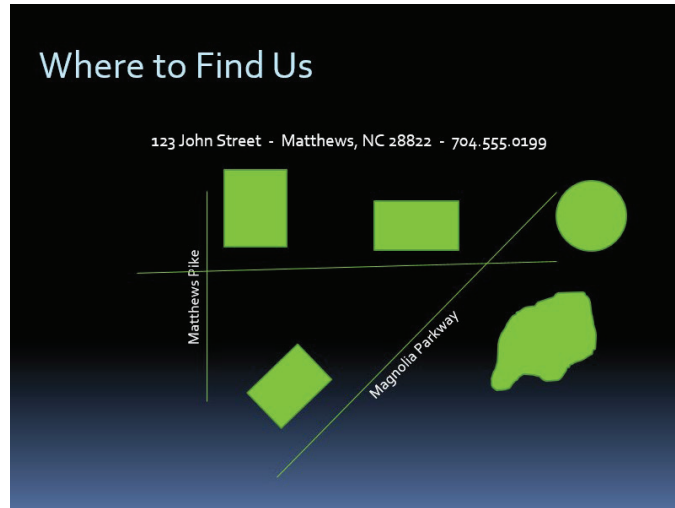 Where to Find Us
123 John Street - Matthews, NC 28822 - 704.555.0199
Matthews Pike
Magnolia Parkway